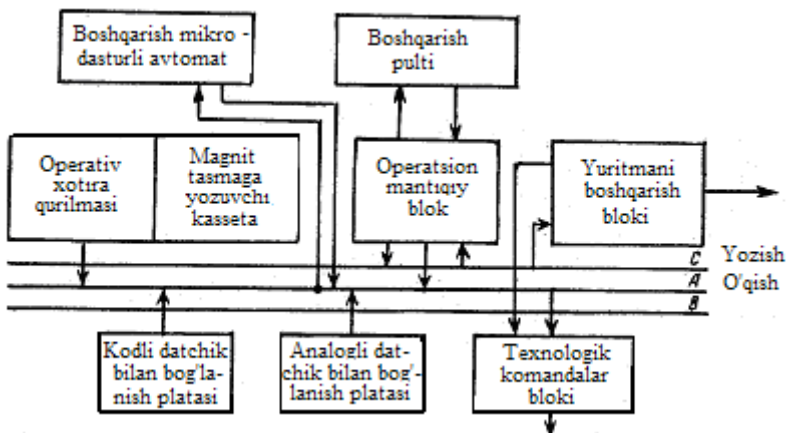 Boshqarish mikro -
dasturli avtomat
Boshqarish
pulti
Operativ
xotira
qurilmasi
Magnit
tasmaga
yozuvchi
kasseta
Operatsion
mantiqiy
blok
Yuritmani
boshqarish
bloki
C Yozish
A O'qish
B
Kodli datchik
bilan bog'la-
nish platasi
Analogli dat-
chik bilan bog'-
lanish platasi
Texnologik
komandalar
bloki